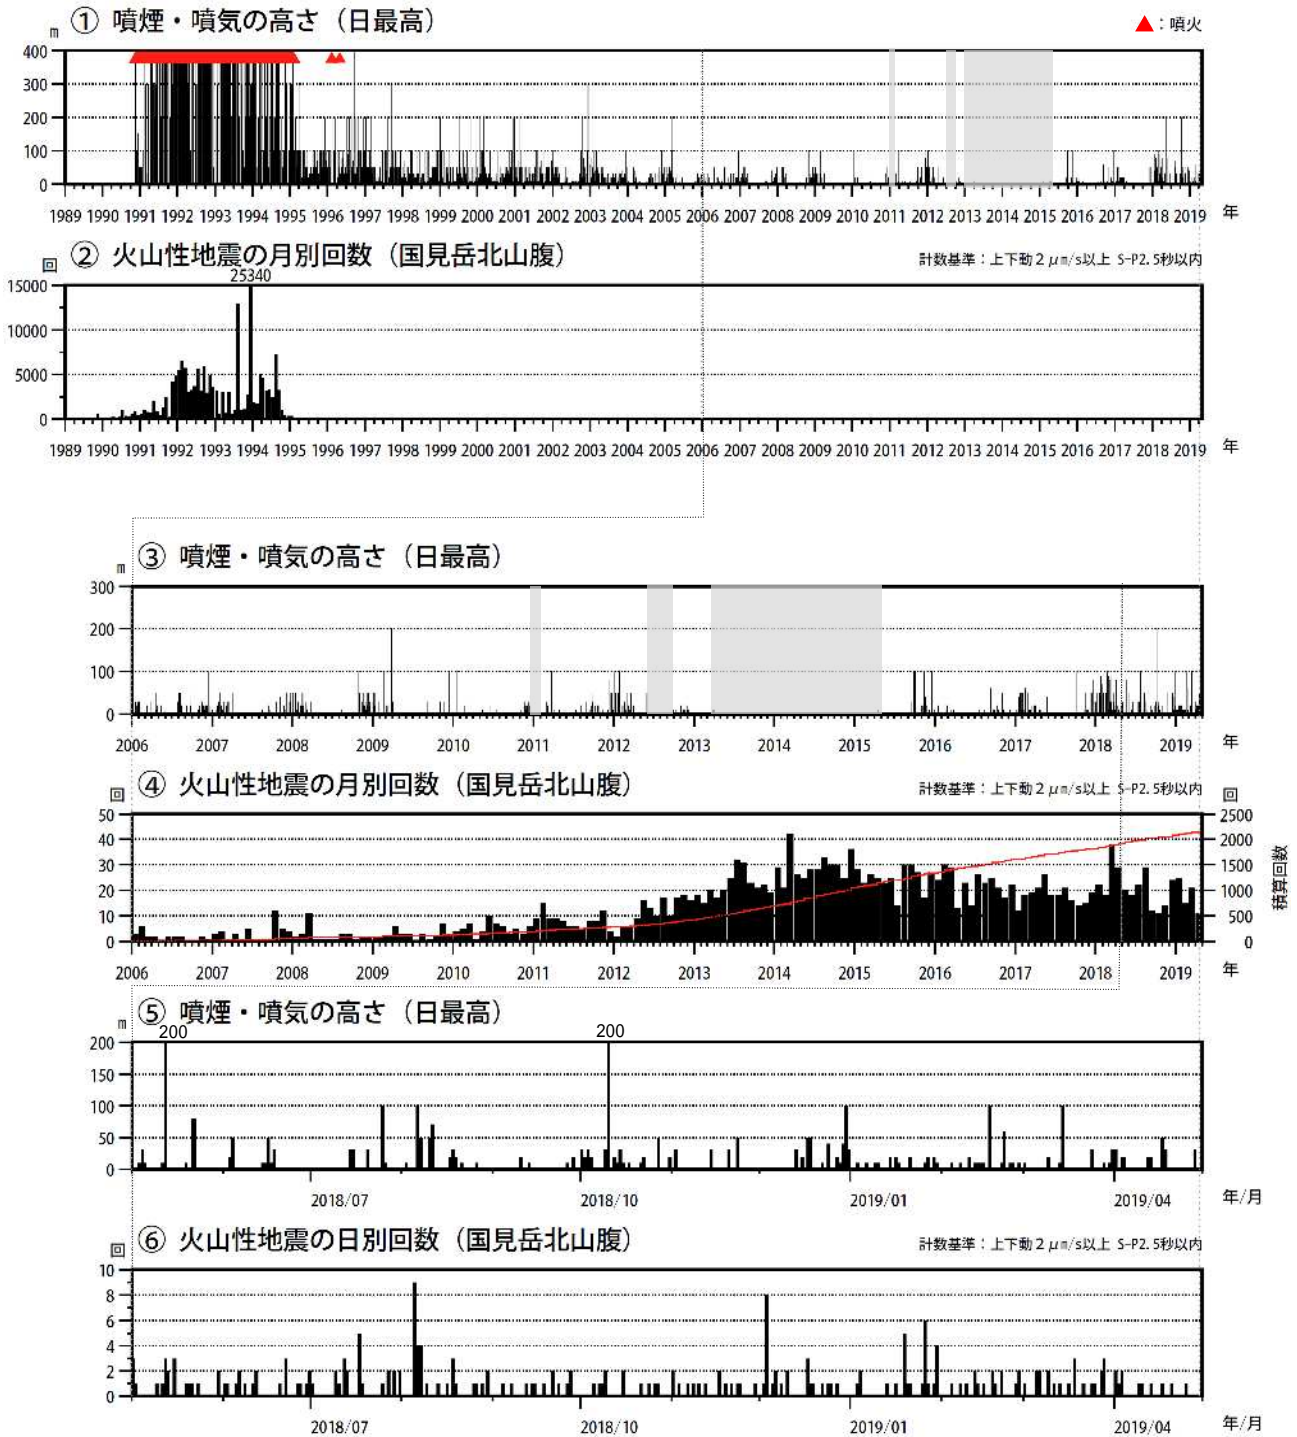 ① 噴煙・噴気の高さ（日最高）
▲：噴火
m
400
300
200
100
0
1989 1990 1991 1992 1993 1994 1995 1996 1997 1998 1999 2000 2001 2002 2003 2004 2005 2006 2007 2008 2009 2010 2011 2012 2013 2014 2015 2016 2017 2018 2019 年
② 火山性地震の月別回数（国見岳北山腹）
計数基準：上下動２μm/s以上 S-P2.5秒以内
回
25340
15000
10000
5000
0
1989 1990 1991 1992 1993 1994 1995 1996 1997 1998 1999 2000 2001 2002 2003 2004 2005 2006 2007 2008 2009 2010 2011 2012 2013 2014 2015 2016 2017 2018 2019 年
③ 噴煙・噴気の高さ（日最高）
m
300
200
100
0
2006 2007 2008 2009 2010 2011 2012 2013 2014 2015 2016 2017 2018 2019 年
④ 火山性地震の月別回数（国見岳北山腹）
計数基準：上下動２μm/s以上 S-P2.5秒以内
回 回
50 2500
40 2000
30 1500
20 1000
10 500
0 0
積算回数
2006 2007 2008 2009 2010 2011 2012 2013 2014 2015 2016 2017 2018 2019 年
⑤ 噴煙・噴気の高さ（日最高）
m
200 200
200
150
100
50
0
2018/07 2018/10 2019/01 2019/04 年/月
⑥ 火山性地震の日別回数（国見岳北山腹）
計数基準：上下動２μm/s以上 S-P2.5秒以内
回
10
8
6
4
2
0
2018/07 2018/10 2019/01 2019/04 年/月